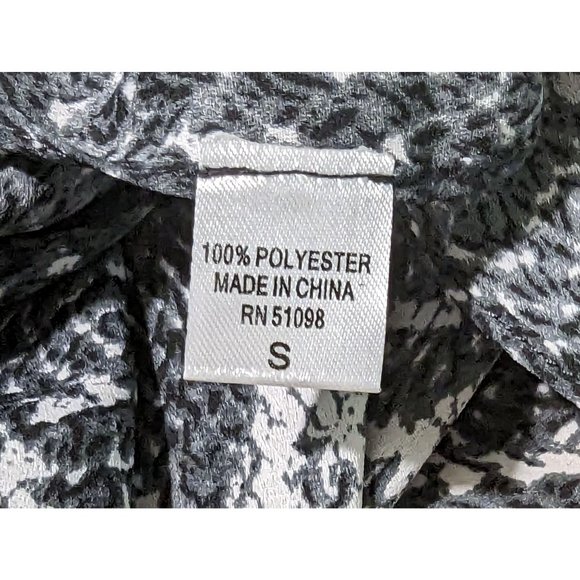 100% POLYESTER
MADE IN CHINA
RN 51098
S